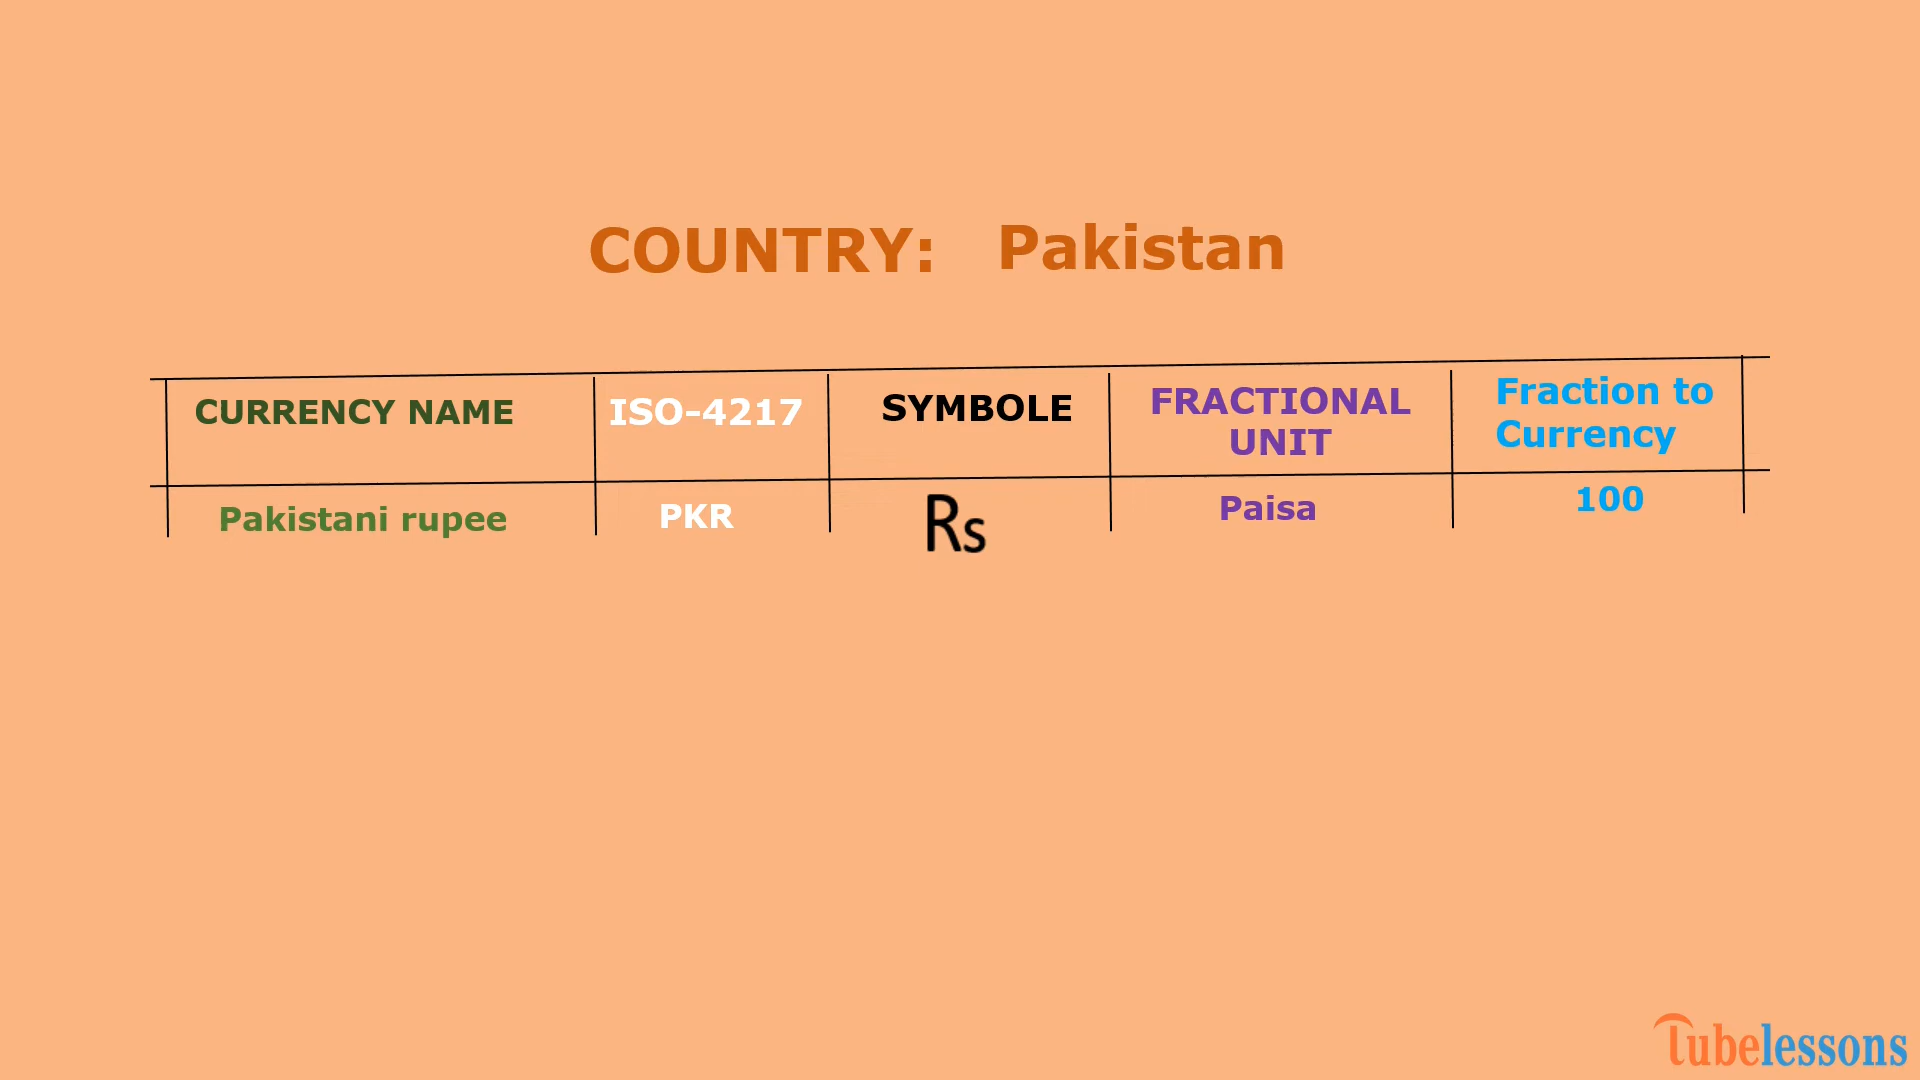 COUNTRY: Pakistan
CURRENCY NAME ISO-4217 SYMBOLE FRACTIONAL UNIT Fraction to Currency
Pakistani rupee PKR Rs Paisa 100
Tubelessons